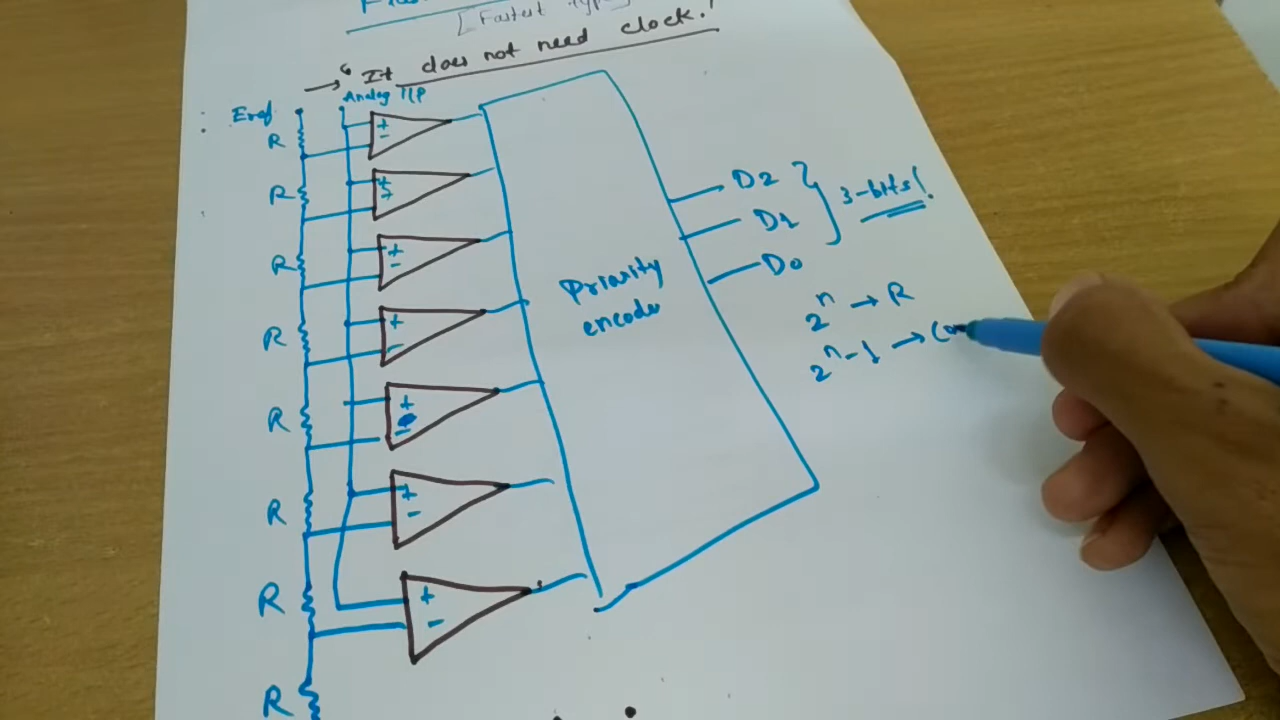 [Fastest type
→ "It does not need clock!
Analog I/P
Eref
R
+
-
R
+
-
R
+
-
R
+
-
R
+
-
R
+
-
R
+
-
R
Priority
encoder
D2
D1
D0
3-bits!
2^n → R
2^n-1 → Co